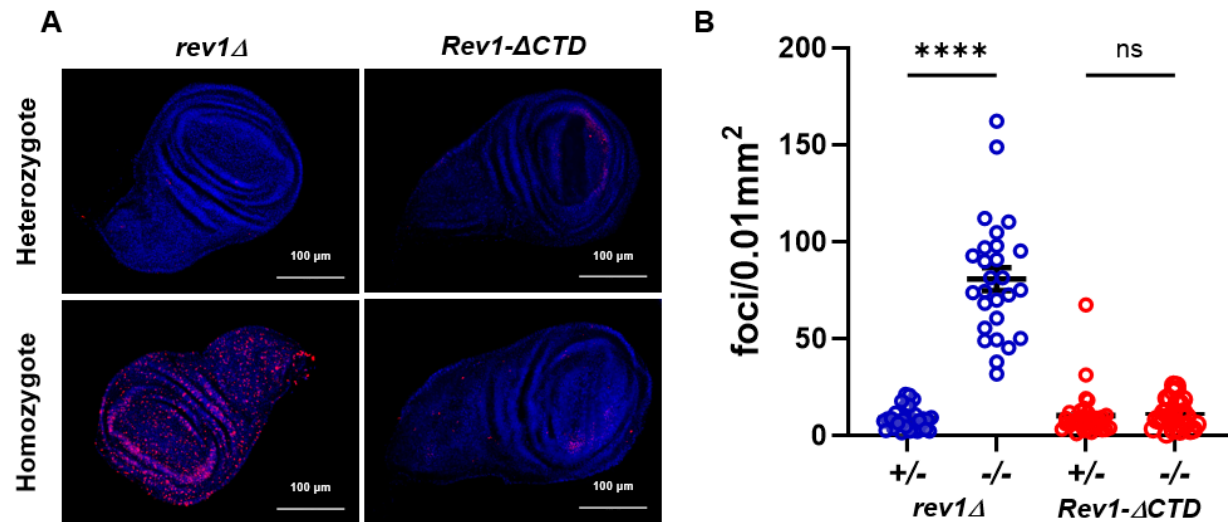 A
rev1Δ
Rev1-ΔCTD
Heterozygote
100 μm
100 μm
Homozygote
100 μm
100 μm
B
foci/0.01mm²
200
150
100
50
0
**** ns
+/- -/- +/- -/-
rev1Δ Rev1-ΔCTD